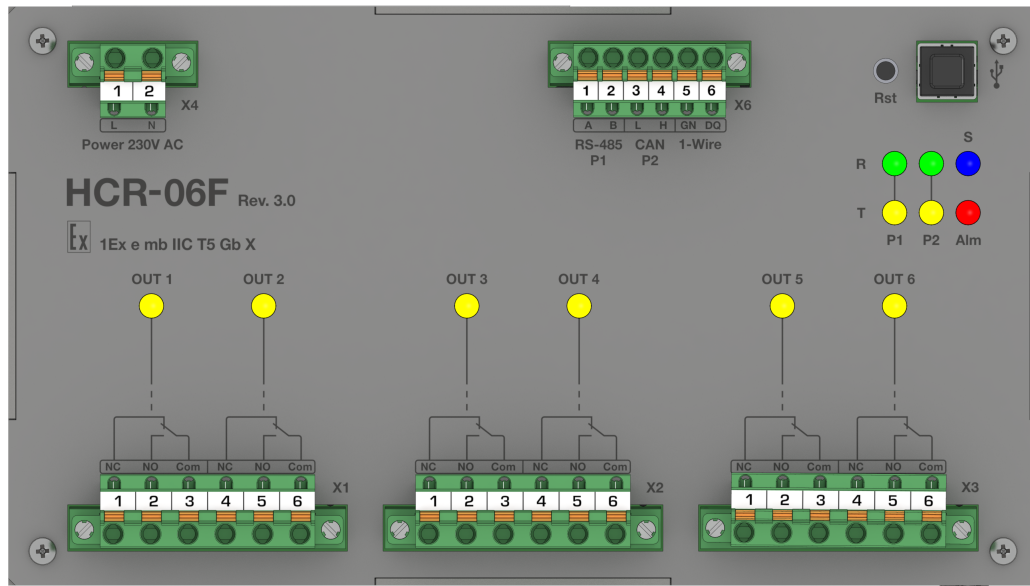 1 2
X4
L N
Power 230V AC
1 2 3 4 5 6
X6
A B L H GN DQ
RS-485 CAN 1-Wire
P1 P2
Rst
HCR-06F Rev. 3.0
Ex 1Ex e mb IIC T5 Gb X
S
R
T
P1 P2 Alm
OUT 1 OUT 2 OUT 3 OUT 4 OUT 5 OUT 6
NC NO Com NC NO Com
1 2 3 4 5 6
X1
NC NO Com NC NO Com
1 2 3 4 5 6
X2
NC NO Com NC NO Com
1 2 3 4 5 6
X3